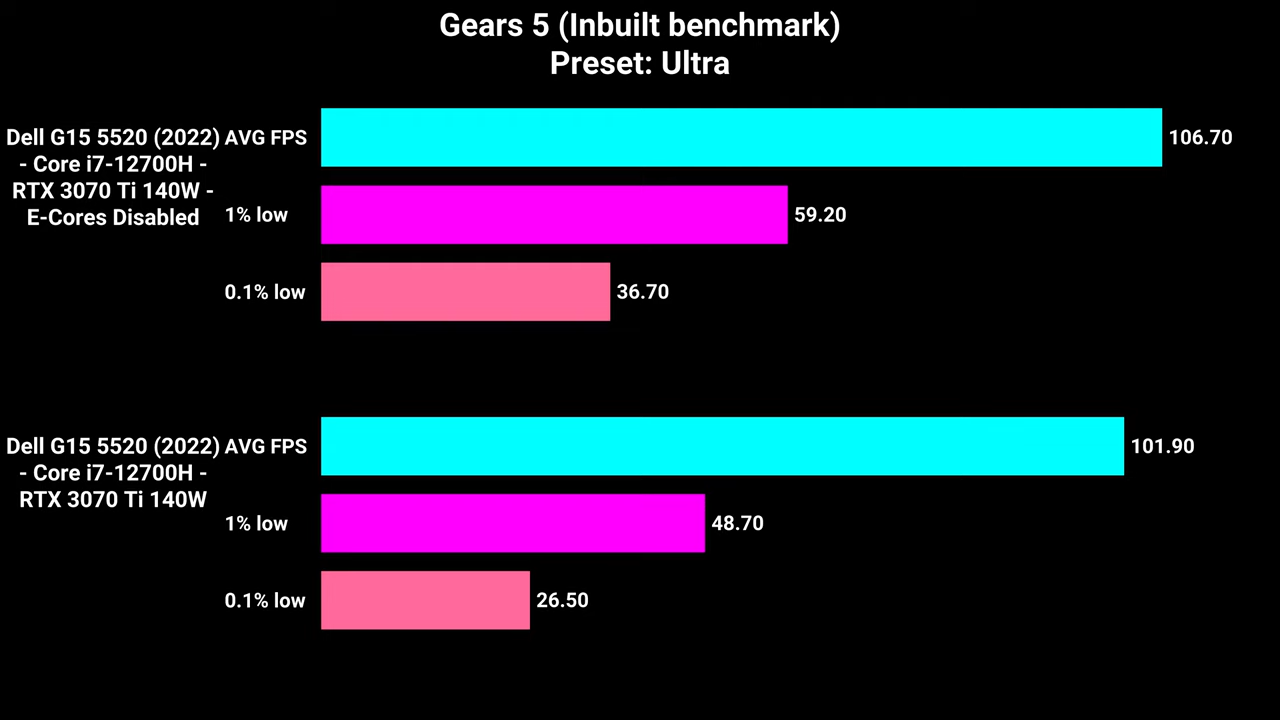 Gears 5 (Inbuilt benchmark)
Preset: Ultra
Dell G15 5520 (2022)
- Core i7-12700H -
RTX 3070 Ti 140W -
E-Cores Disabled
AVG FPS
106.70
1% low
59.20
0.1% low
36.70
Dell G15 5520 (2022)
- Core i7-12700H -
RTX 3070 Ti 140W
AVG FPS
101.90
1% low
48.70
0.1% low
26.50